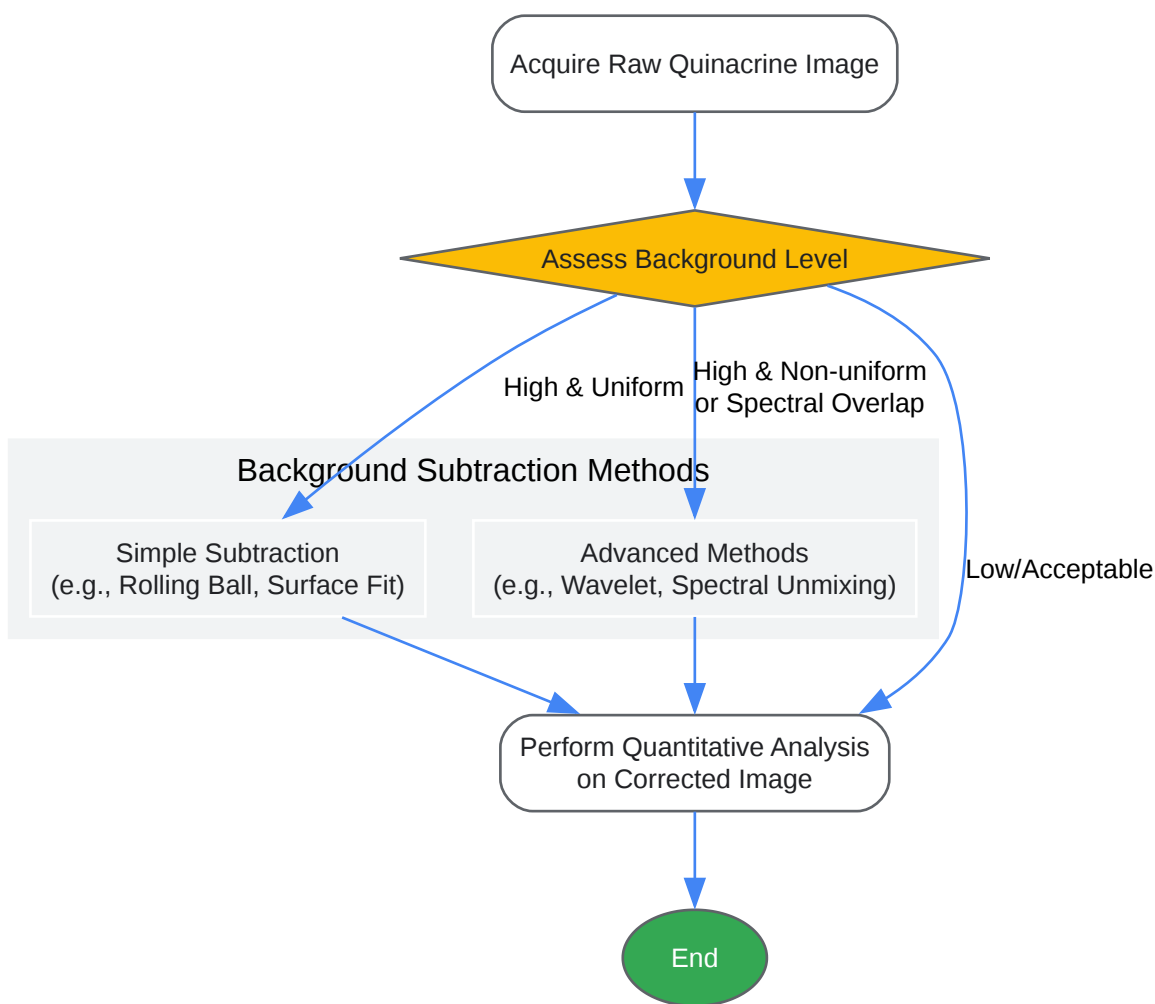 Acquire Raw Quinacrine Image
Assess Background Level
High & Uniform
High & Non-uniform
or Spectral Overlap
Background Subtraction Methods
Simple Subtraction
(e.g., Rolling Ball, Surface Fit)
Advanced Methods
(e.g., Wavelet, Spectral Unmixing)
Low/Acceptable
Perform Quantitative Analysis
on Corrected Image
End